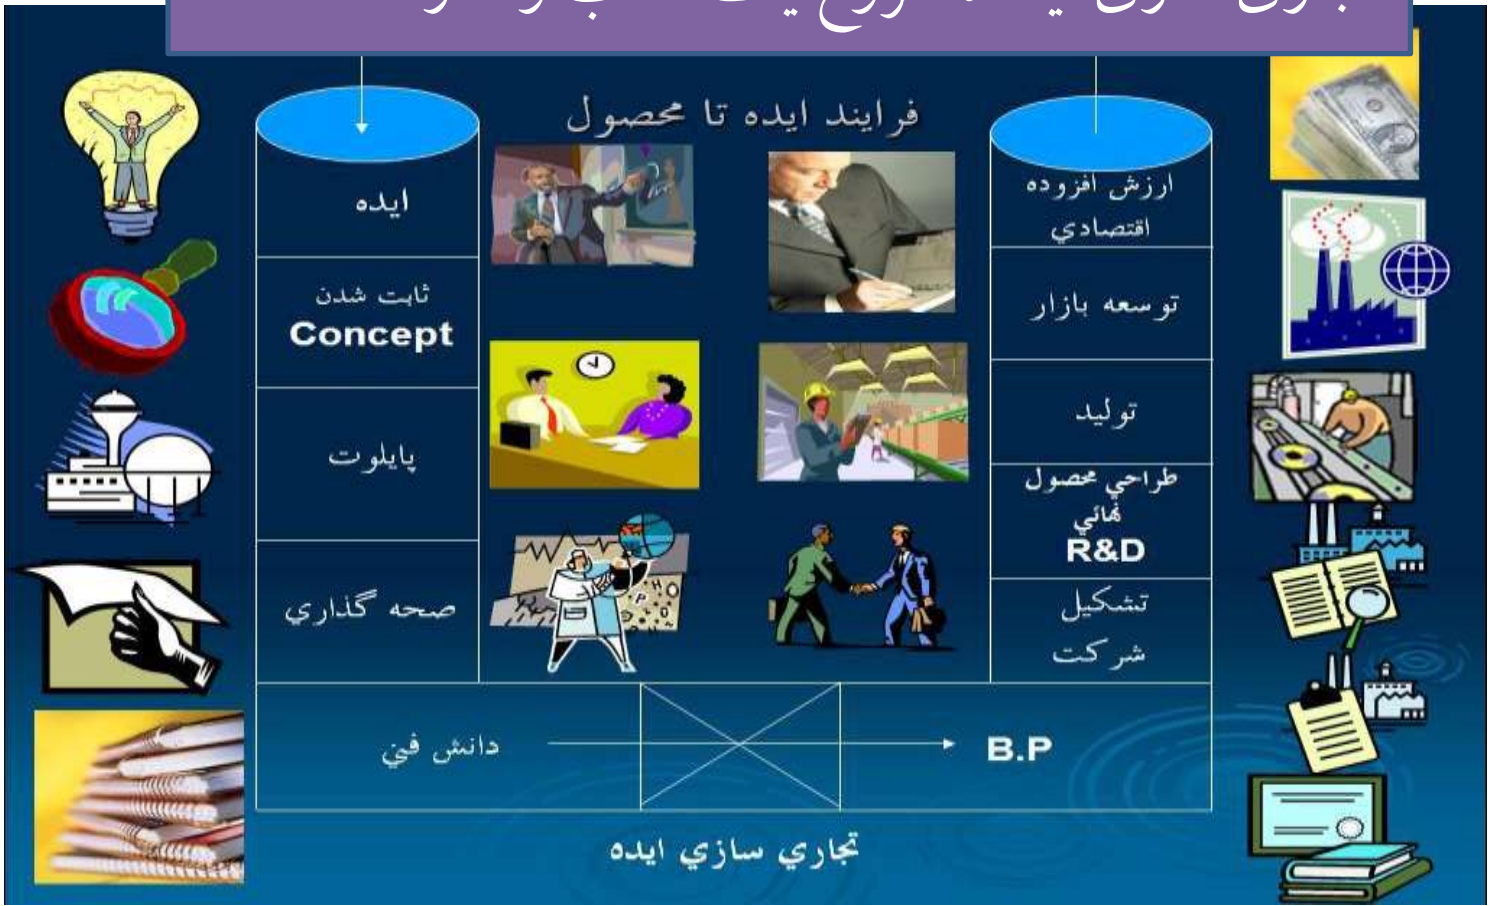 فرايند ايده تا محصول
ايده
ثابت شدن
Concept
پايلوت
صحه گذاري
ارزش افزوده
اقتصادي
توسعه بازار
توليد
طراحي محصول
نهائي
R&D
تشكيل
شركت
دانش فني
B.P
تجاري سازي ايده